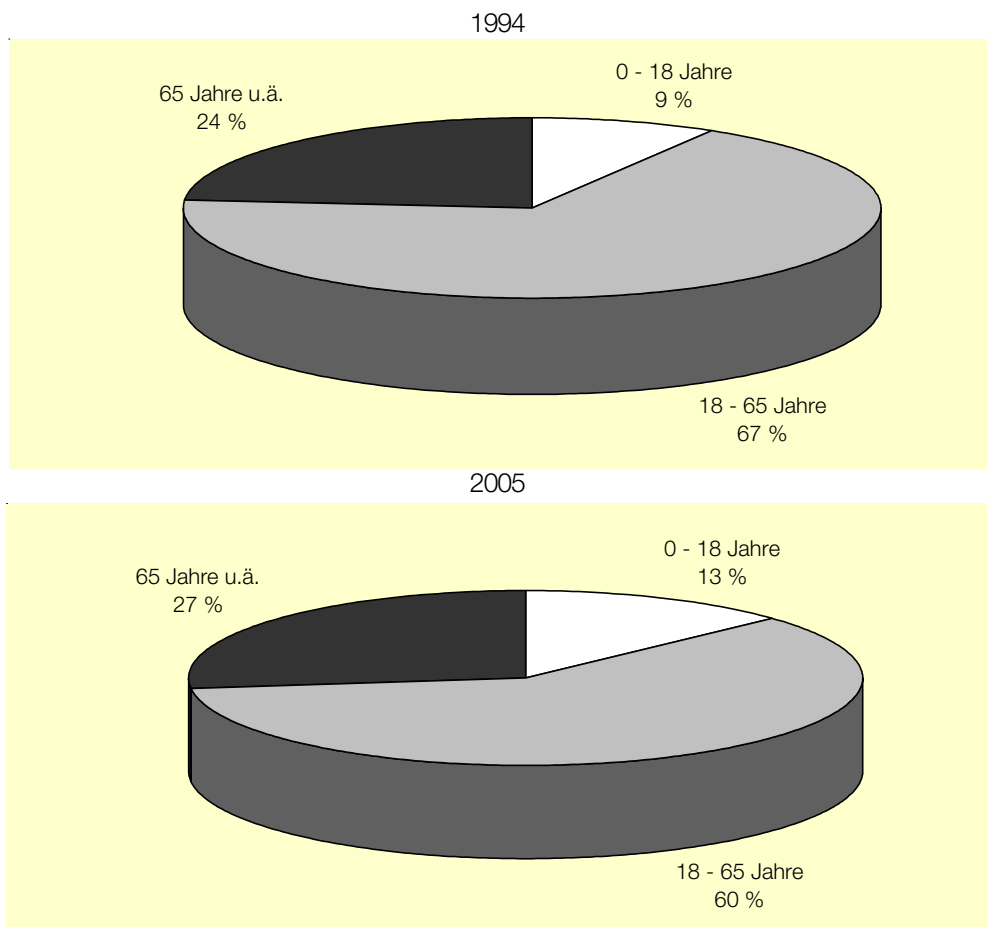 1994
0 - 18 Jahre
9 %
65 Jahre u.ä.
24 %
18 - 65 Jahre
67 %
2005
0 - 18 Jahre
13 %
65 Jahre u.ä.
27 %
18 - 65 Jahre
60 %